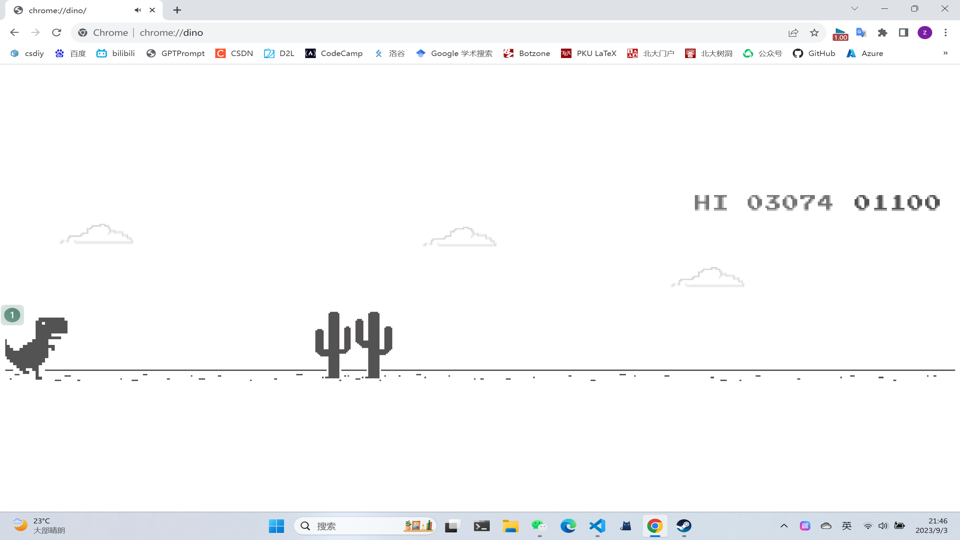 chrome://dino/
Chrome | chrome://dino
1.00
z
csdiy 百度 bilibili GPTPrompt CSDN D2L CodeCamp 洛谷 Google 学术搜索 Botzone PKU LaTeX 北大门户 北大树洞 公众号 GitHub Azure »
HI 03074 01100
1
23°C
大部晴朗
搜索
英
21:46
2023/9/3